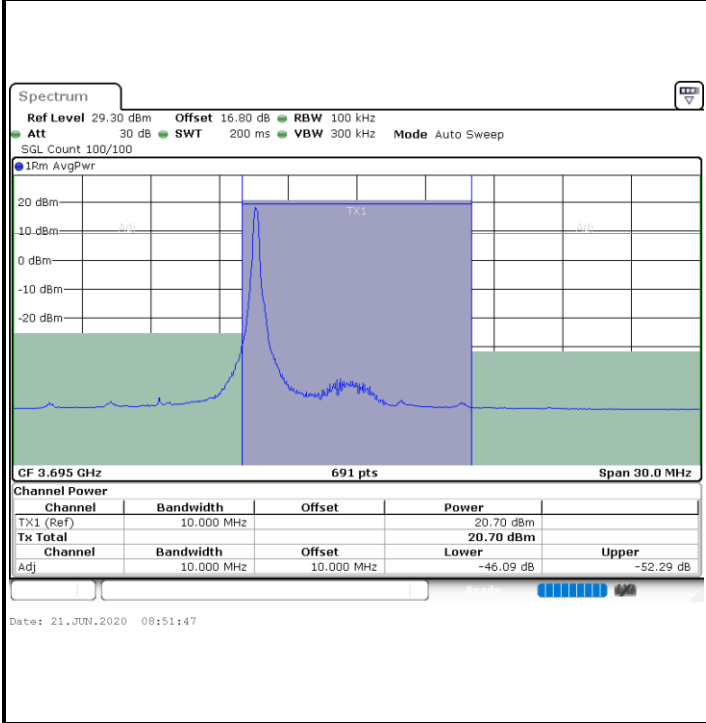 Spectrum
Ref Level 29.30 dBm Offset 16.80 dB RBW 100 kHz
Att 30 dB SWT 200 ms VBW 300 kHz Mode Auto Sweep
SGL Count 100/100
1Rm AvgPwr
20 dBm
TX1
10 dBm Adj Adj
0 dBm
-10 dBm
-20 dBm
CF 3.695 GHz 691 pts Span 30.0 MHz
Channel Power
Channel Bandwidth Offset Power
TX1 (Ref) 10.000 MHz 20.70 dBm
Tx Total 20.70 dBm
Channel Bandwidth Offset Lower Upper
Adj 10.000 MHz 10.000 MHz -46.09 dB -52.29 dB
Ready
Date: 21.JUN.2020 08:51:47